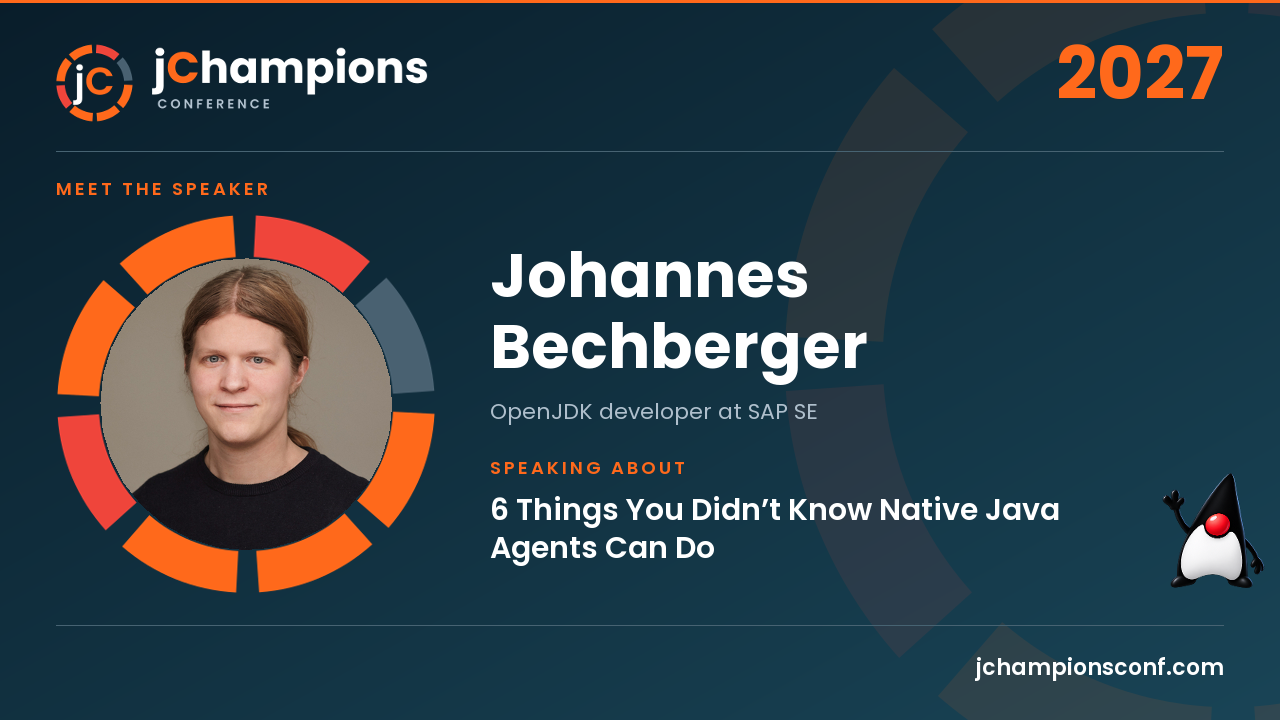 jC
jChampions
CONFERENCE
2027
MEET THE SPEAKER
Johannes
Bechberger
OpenJDK developer at SAP SE
SPEAKING ABOUT
6 Things You Didn’t Know Native Java
Agents Can Do
jchampionsconf.com